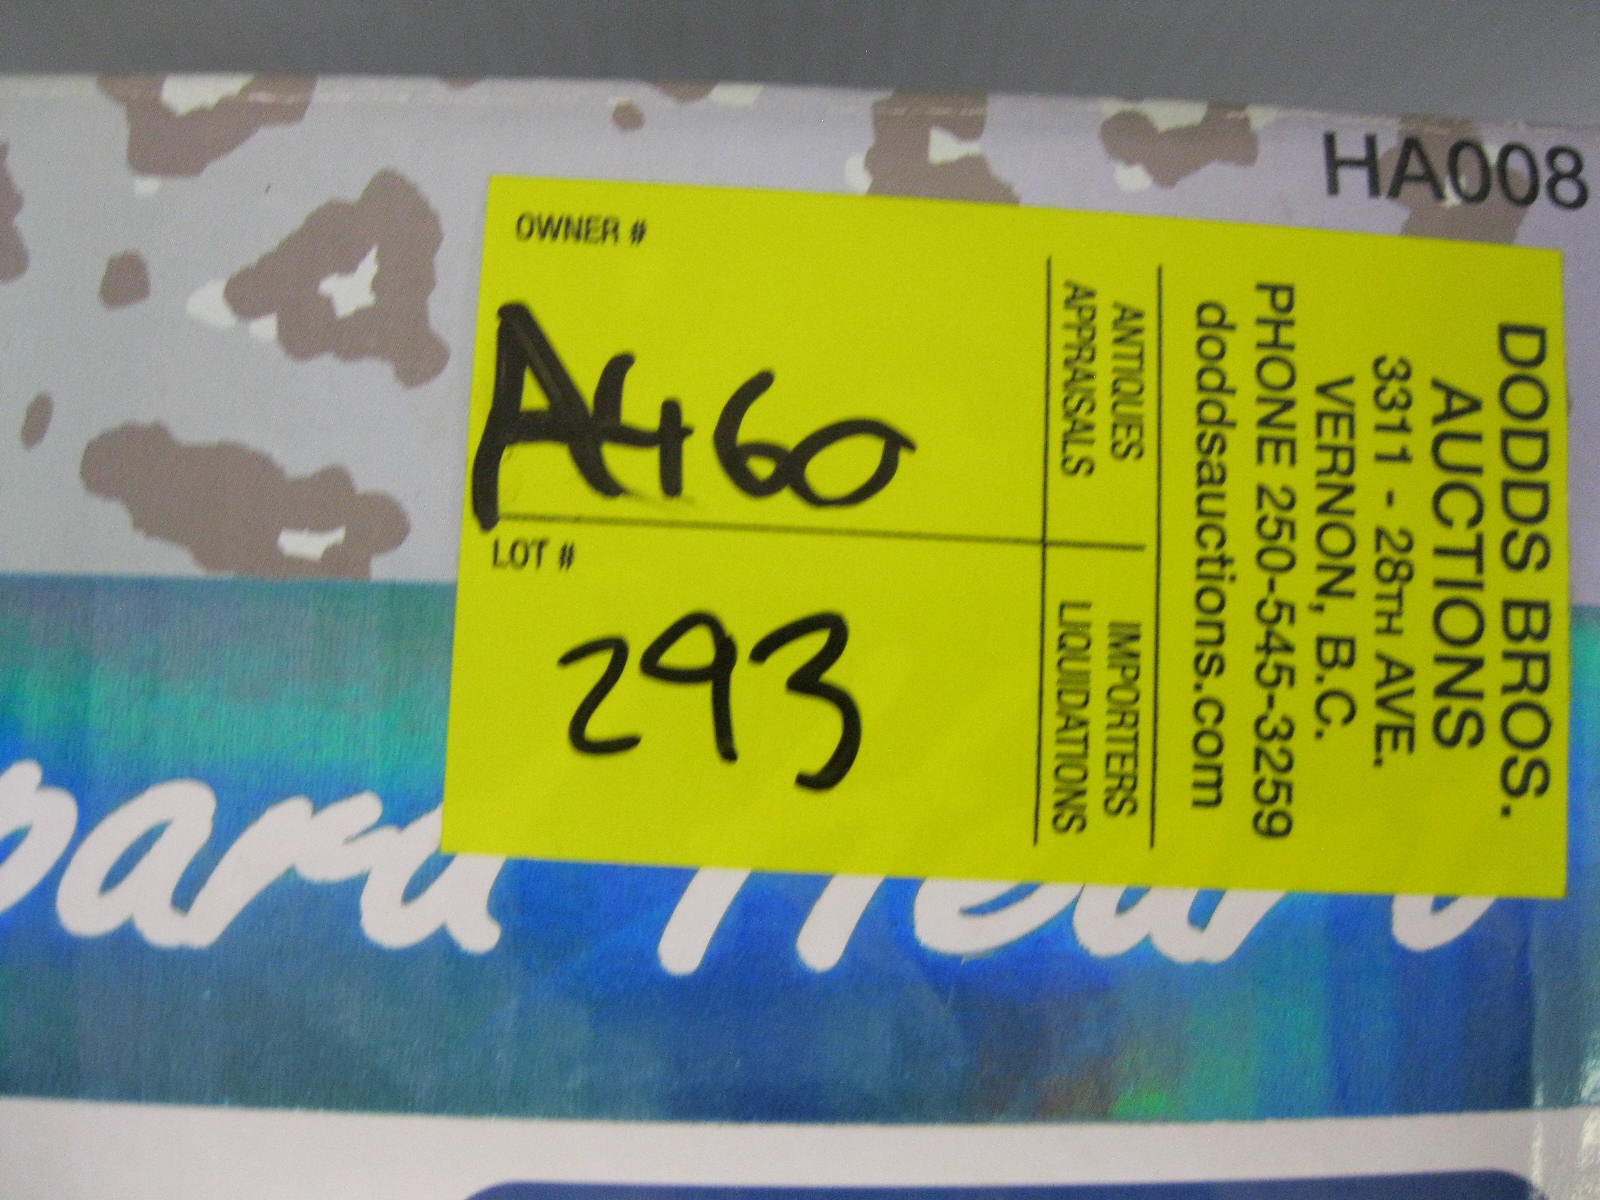 HA008
OWNER #
A460
LOT #
293
ANTIQUES IMPORTERS
APPRAISALS LIQUIDATIONS
DODDS BROS.
AUCTIONS
3311 - 28TH AVE.
VERNON, B.C.
PHONE 250-545-3259
doddsauctions.com